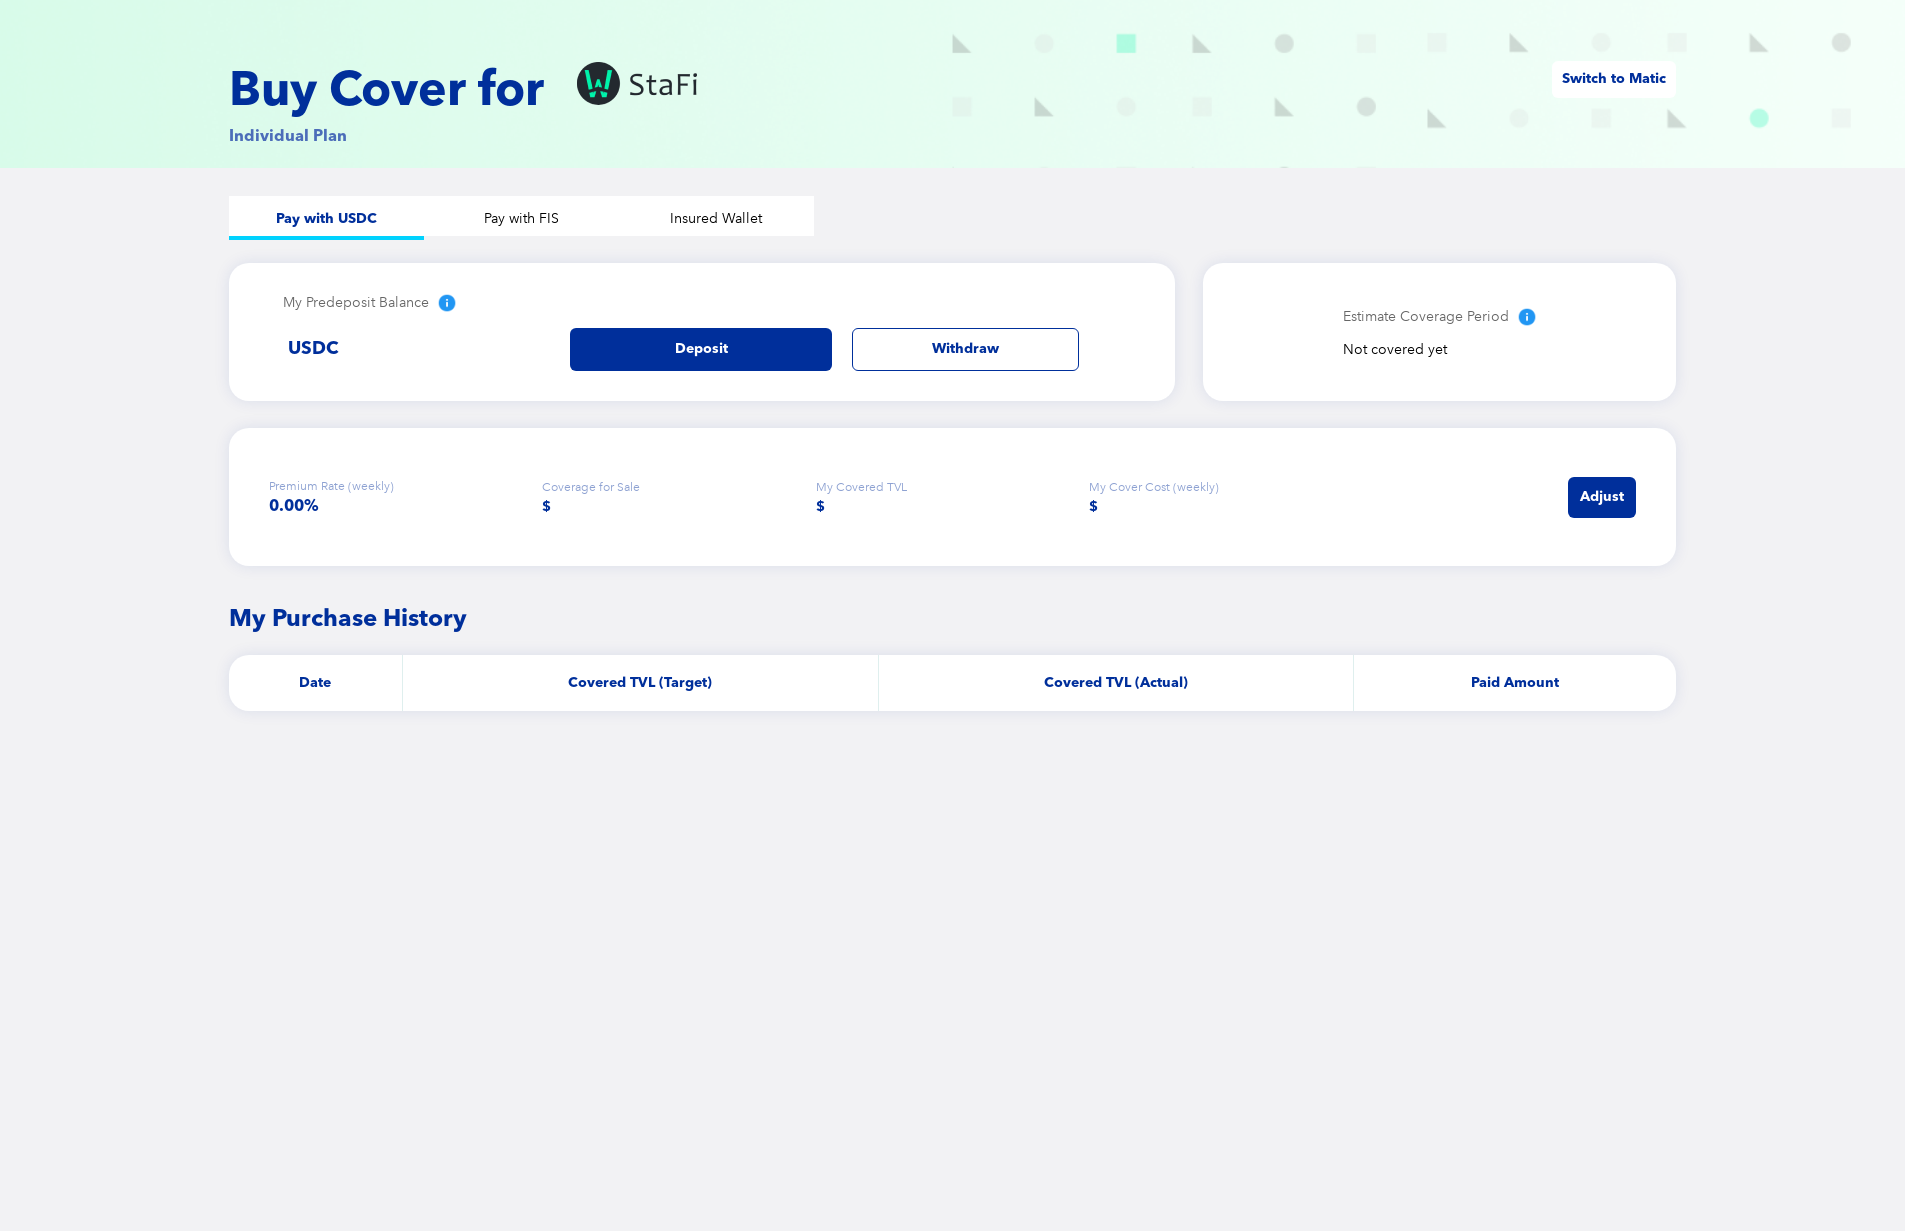 Buy Cover for
StaFi
Switch to Matic
Individual Plan
Pay with USDC
Pay with FIS
Insured Wallet
My Predeposit Balance
USDC
Deposit
Withdraw
Estimate Coverage Period
Not covered yet
Premium Rate (weekly)
0.00%
Coverage for Sale
$
My Covered TVL
$
My Cover Cost (weekly)
$
Adjust
My Purchase History
Date
Covered TVL (Target)
Covered TVL (Actual)
Paid Amount